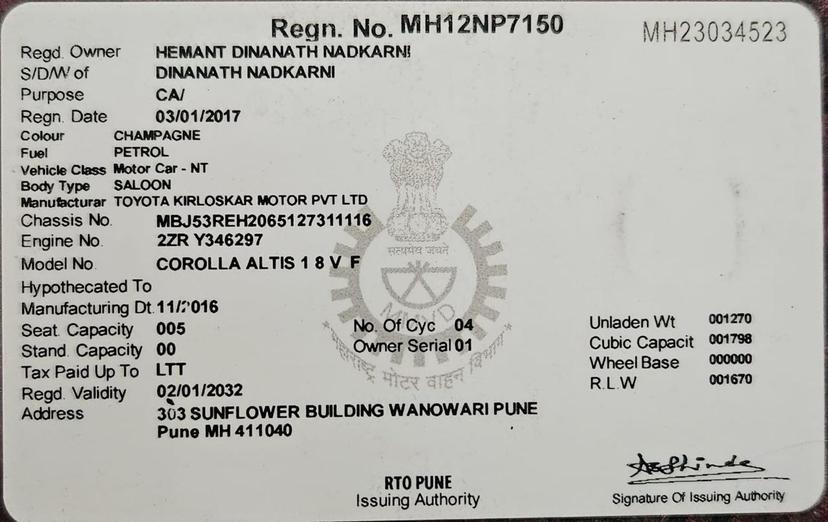 Regn. No. MH12NP7150
MH23034523
Regd. Owner HEMANT DINANATH NADKARNI
S/D/W of DINANATH NADKARNI
Purpose CA/
Regn. Date 03/01/2017
Colour CHAMPAGNE
Fuel PETROL
Vehicle Class Motor Car - NT
Body Type SALOON
Manufacturar TOYOTA KIRLOSKAR MOTOR PVT LTD
Chassis No. MBJ53REH2065127311116
Engine No. 2ZR Y346297
सत्यमेव जयते
Model No. COROLLA ALTIS 1 8 V F
Hypothecated To
MMVD
Manufacturing Dt. 11/2016
Seat. Capacity 005 No. Of Cyc 04 Unladen Wt 001270
Stand. Capacity 00 Owner Serial 01 Cubic Capacit 001798
Wheel Base 000000
Tax Paid Up To LTT R.L.W 001670
महाराष्ट्र मोटर वाहन विभाग
Regd. Validity 02/01/2032
Address 303 SUNFLOWER BUILDING WANOWARI PUNE
Pune MH 411040
RTO PUNE
Issuing Authority
Signature Of Issuing Authority